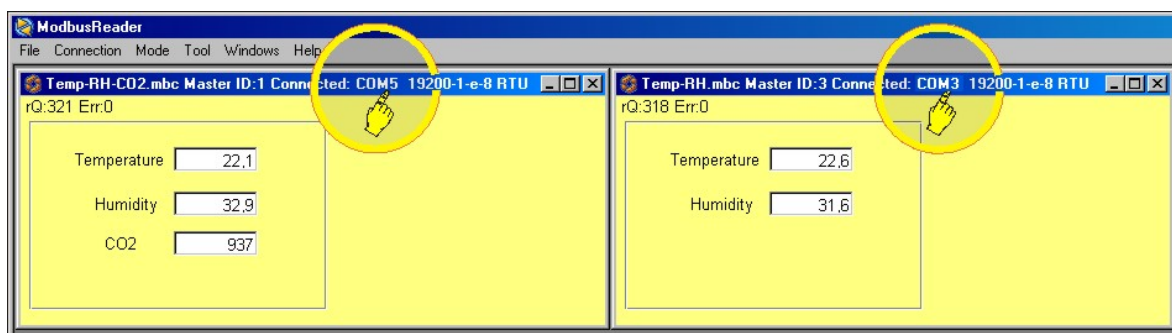 ModbusReader
File Connection Mode Tool Windows Help
Temp-RH-CO2.mbc Master ID:1 Connected: COM5 19200-1-e-8 RTU
rQ:321 Err:0
Temperature 22,1
Humidity 32,9
CO2 937
Temp-RH.mbc Master ID:3 Connected: COM3 19200-1-e-8 RTU
rQ:318 Err:0
Temperature 22,6
Humidity 31,6